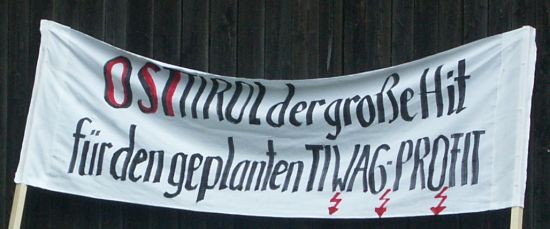 OSTTIROL der große Hit
für den geplanten TIWAG-PROFIT